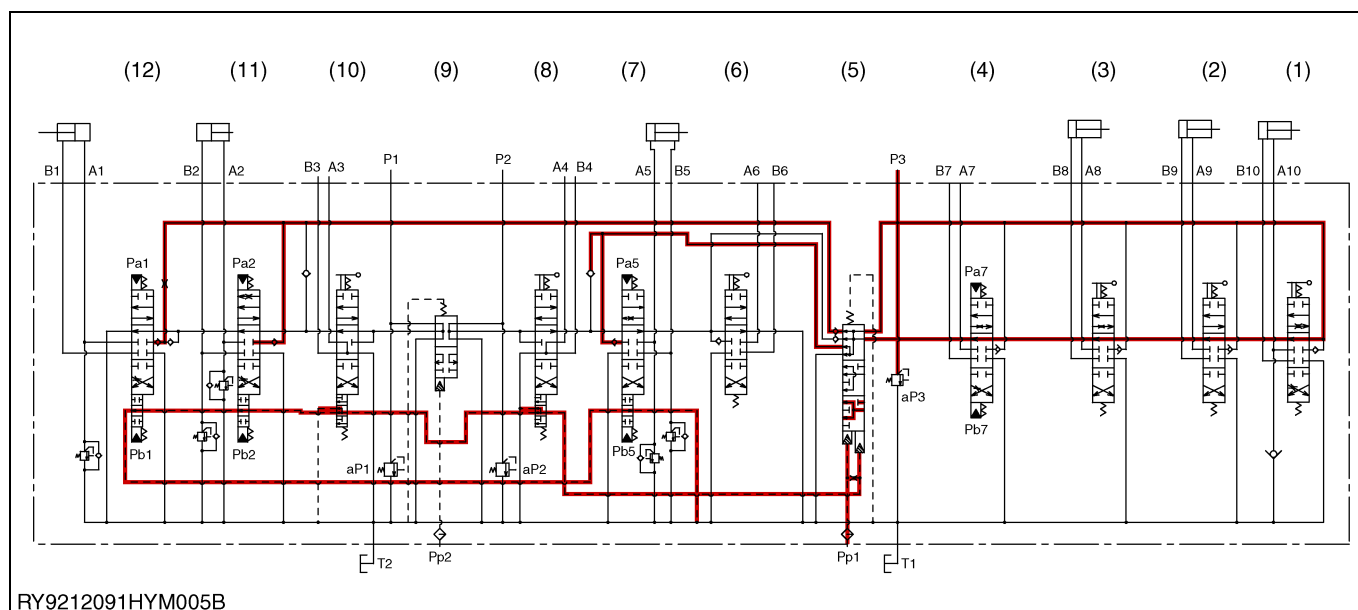 (12) (11) (10) (9) (8) (7) (6) (5) (4) (3) (2) (1)
B1 A1 B2 A2 B3 A3 P1 P2 A4 B4 A5 B5 A6 B6 P3 B7 A7 B8 A8 B9 A9 B10 A10
Pa1 Pa2 Pa5 Pa7
aP3
Pb1 Pb2 Pb5 Pb7
aP1 aP2
Pp2 Pp1
T2 T1
RY9212091HYM005B